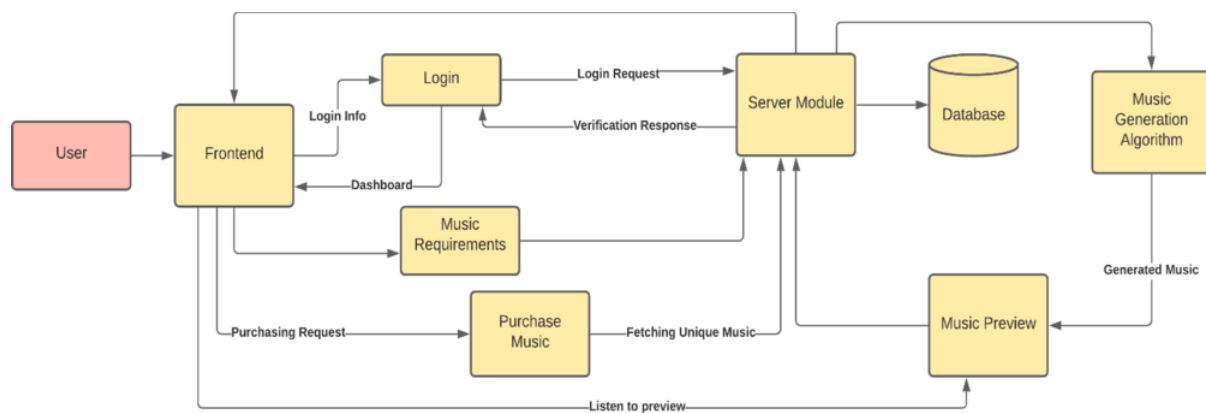 Login
Login Request
Server Module
Database
Music
Generation
Algorithm
User
Frontend
Login Info
Verification Response
Dashboard
Music
Requirements
Generated Music
Purchasing Request
Purchase
Music
Fetching Unique Music
Music Preview
Listen to preview